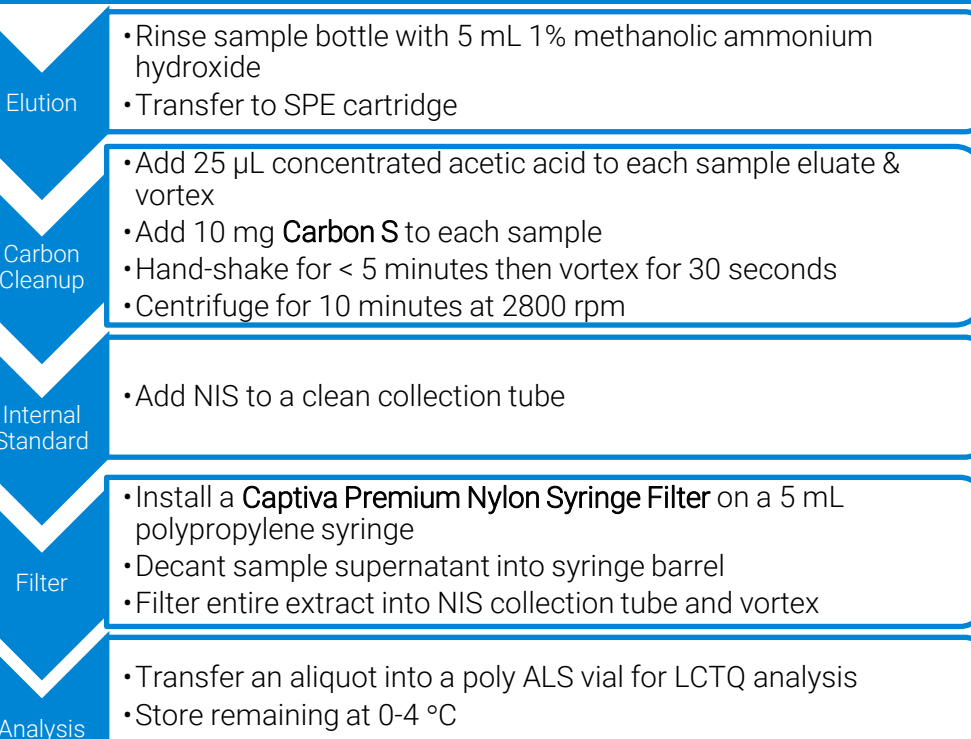 Elution
•Rinse sample bottle with 5 mL 1% methanolic ammonium
hydroxide
•Transfer to SPE cartridge
Carbon
Cleanup
•Add 25 µL concentrated acetic acid to each sample eluate &
vortex
•Add 10 mg Carbon S to each sample
•Hand-shake for < 5 minutes then vortex for 30 seconds
•Centrifuge for 10 minutes at 2800 rpm
Internal
Standard
•Add NIS to a clean collection tube
Filter
•Install a Captiva Premium Nylon Syringe Filter on a 5 mL
polypropylene syringe
•Decant sample supernatant into syringe barrel
•Filter entire extract into NIS collection tube and vortex
Analysis
•Transfer an aliquot into a poly ALS vial for LCTQ analysis
•Store remaining at 0-4 °C